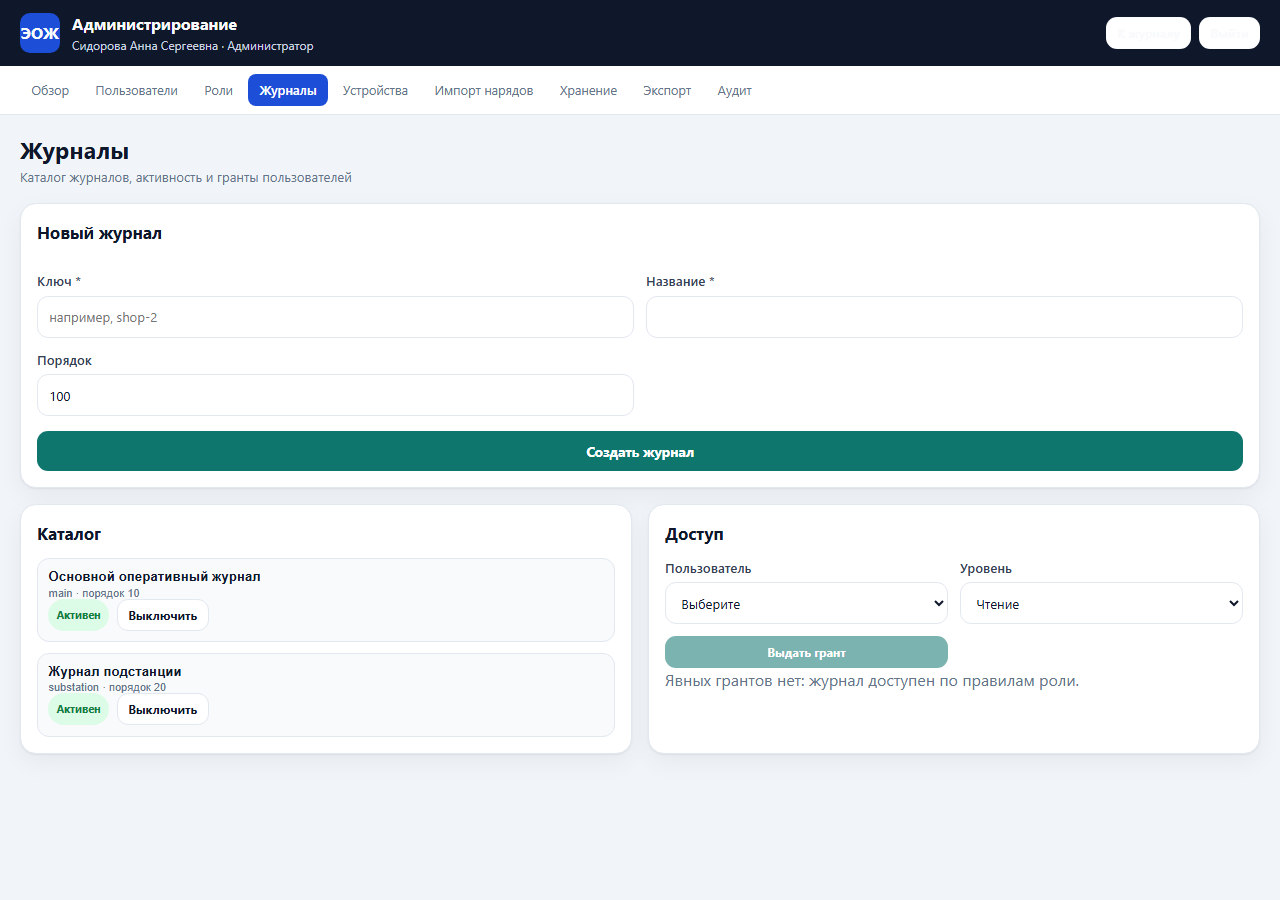 ЭОЖ
Администрирование
Сидорова Анна Сергеевна · Администратор
Обзор
Пользователи
Роли
Журналы
Устройства
Импорт нарядов
Хранение
Экспорт
Аудит
Журналы
Каталог журналов, активность и гранты пользователей
Новый журнал
Ключ *
Название *
например, shop-2
Порядок
100
Создать журнал
Каталог
Основной оперативный журнал
main · порядок 10
Активен
Выключить
Журнал подстанции
substation · порядок 20
Активен
Выключить
Доступ
Пользователь
Уровень
Выберите
Чтение
Выдать грант
Явных грантов нет: журнал доступен по правилам роли.